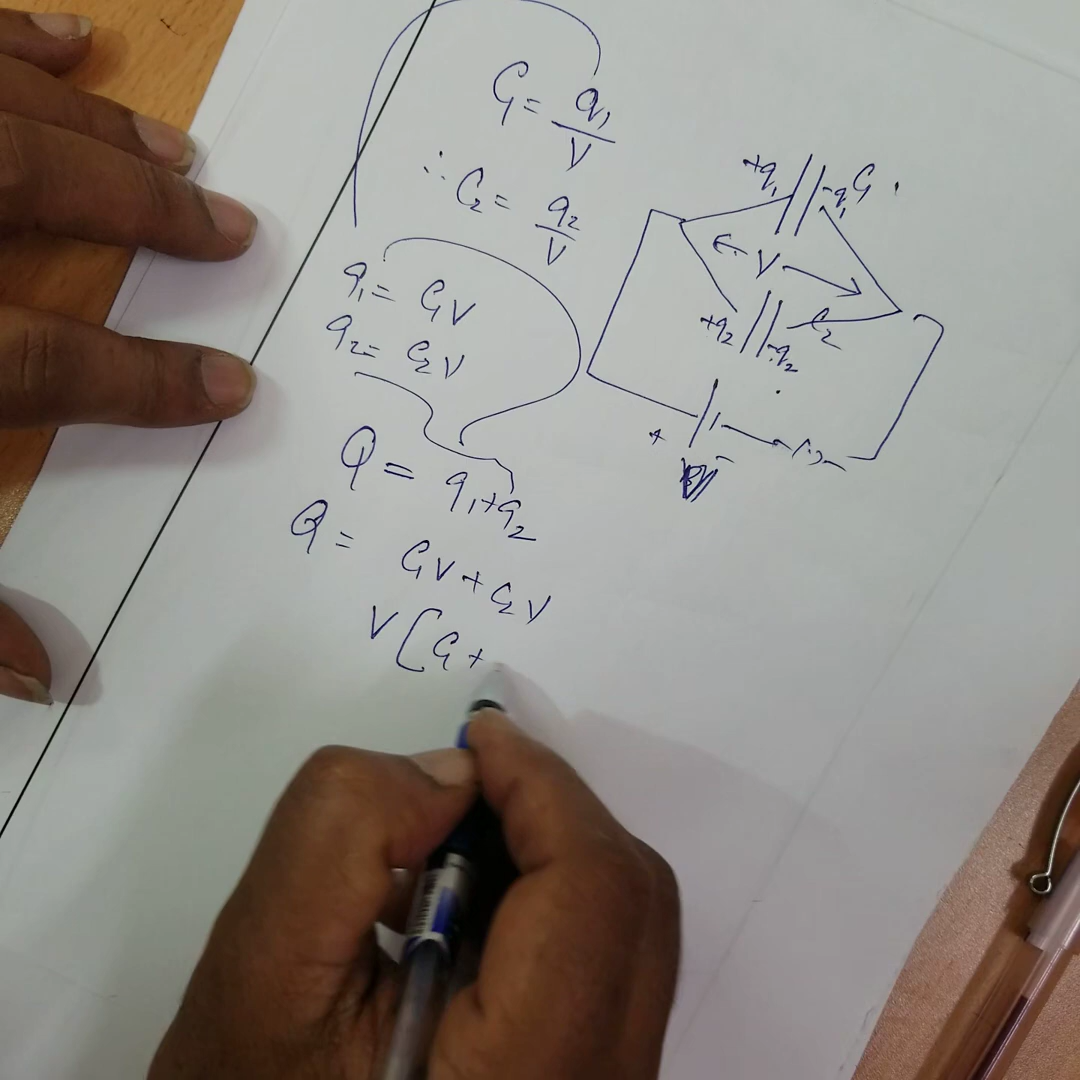 C₁ = q₁/V
∴ C₂ = q₂/V
q₁ = C₁V
q₂ = C₂V
Q = q₁+q₂
Q = C₁V + C₂V
V [C₁ +
+q₁ -q₁ C₁
← V →
+q₂ -q₂ C₂
+ -